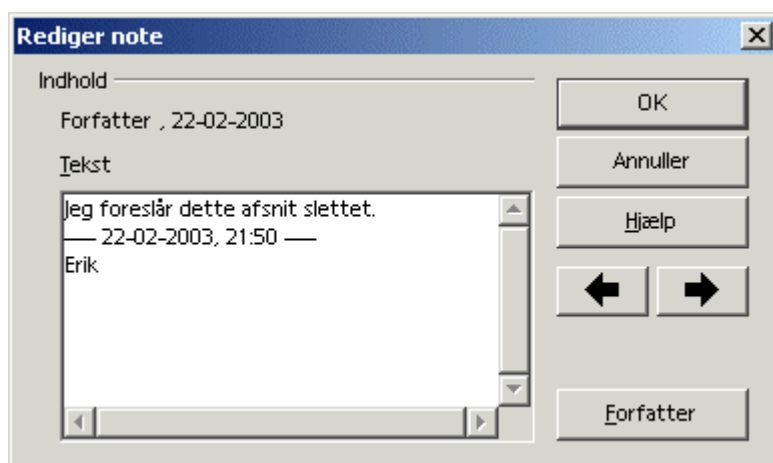 Rediger note
Indhold
Forfatter , 22-02-2003
Tekst
Jeg foreslår dette afsnit slettet.
—— 22-02-2003, 21:50 ——
Erik
OK
Annuller
Hjælp
Forfatter